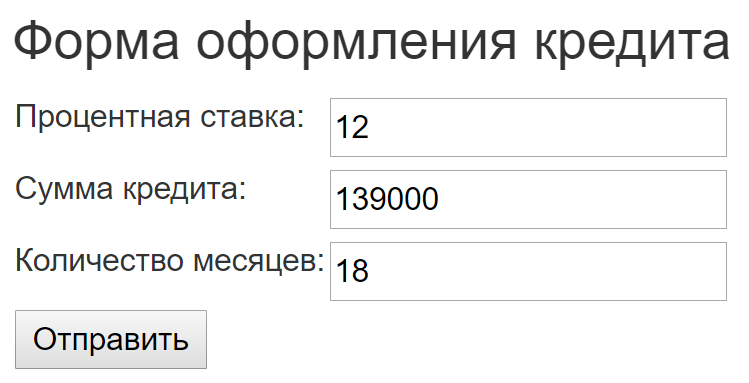 Форма оформления кредита
Процентная ставка: 12
Сумма кредита: 139000
Количество месяцев: 18
Отправить